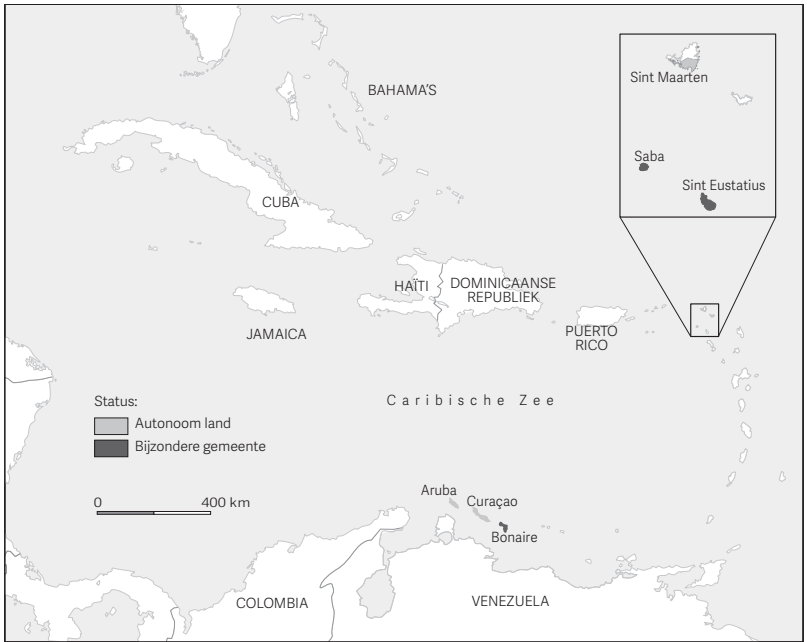 BAHAMA'S
Sint Maarten
Saba
Sint Eustatius
CUBA
HAÏTI
DOMINICAANSE
REPUBLIEK
JAMAICA
PUERTO
RICO
Caribische Zee
Status:
Autonoom land
Bijzondere gemeente
0 400 km
Aruba
Curaçao
Bonaire
COLOMBIA
VENEZUELA